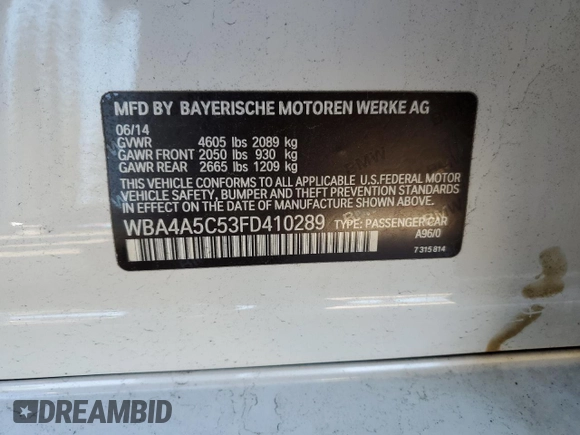 MFD BY BAYERISCHE MOTOREN WERKE AG
06/14
GVWR 4605 lbs 2089 kg
GAWR FRONT 2050 lbs 930 kg
GAWR REAR 2665 lbs 1209 kg
THIS VEHICLE CONFORMS TO ALL APPLICABLE U.S.FEDERAL MOTOR
VEHICLE SAFETY, BUMPER AND THEFT PREVENTION STANDARDS
IN EFFECT ON THE DATE OF MANUFACTURE SHOWN ABOVE.
WBA4A5C53FD410289 TYPE: PASSENGER CAR
A96/0
7 315 814
DREAMBID